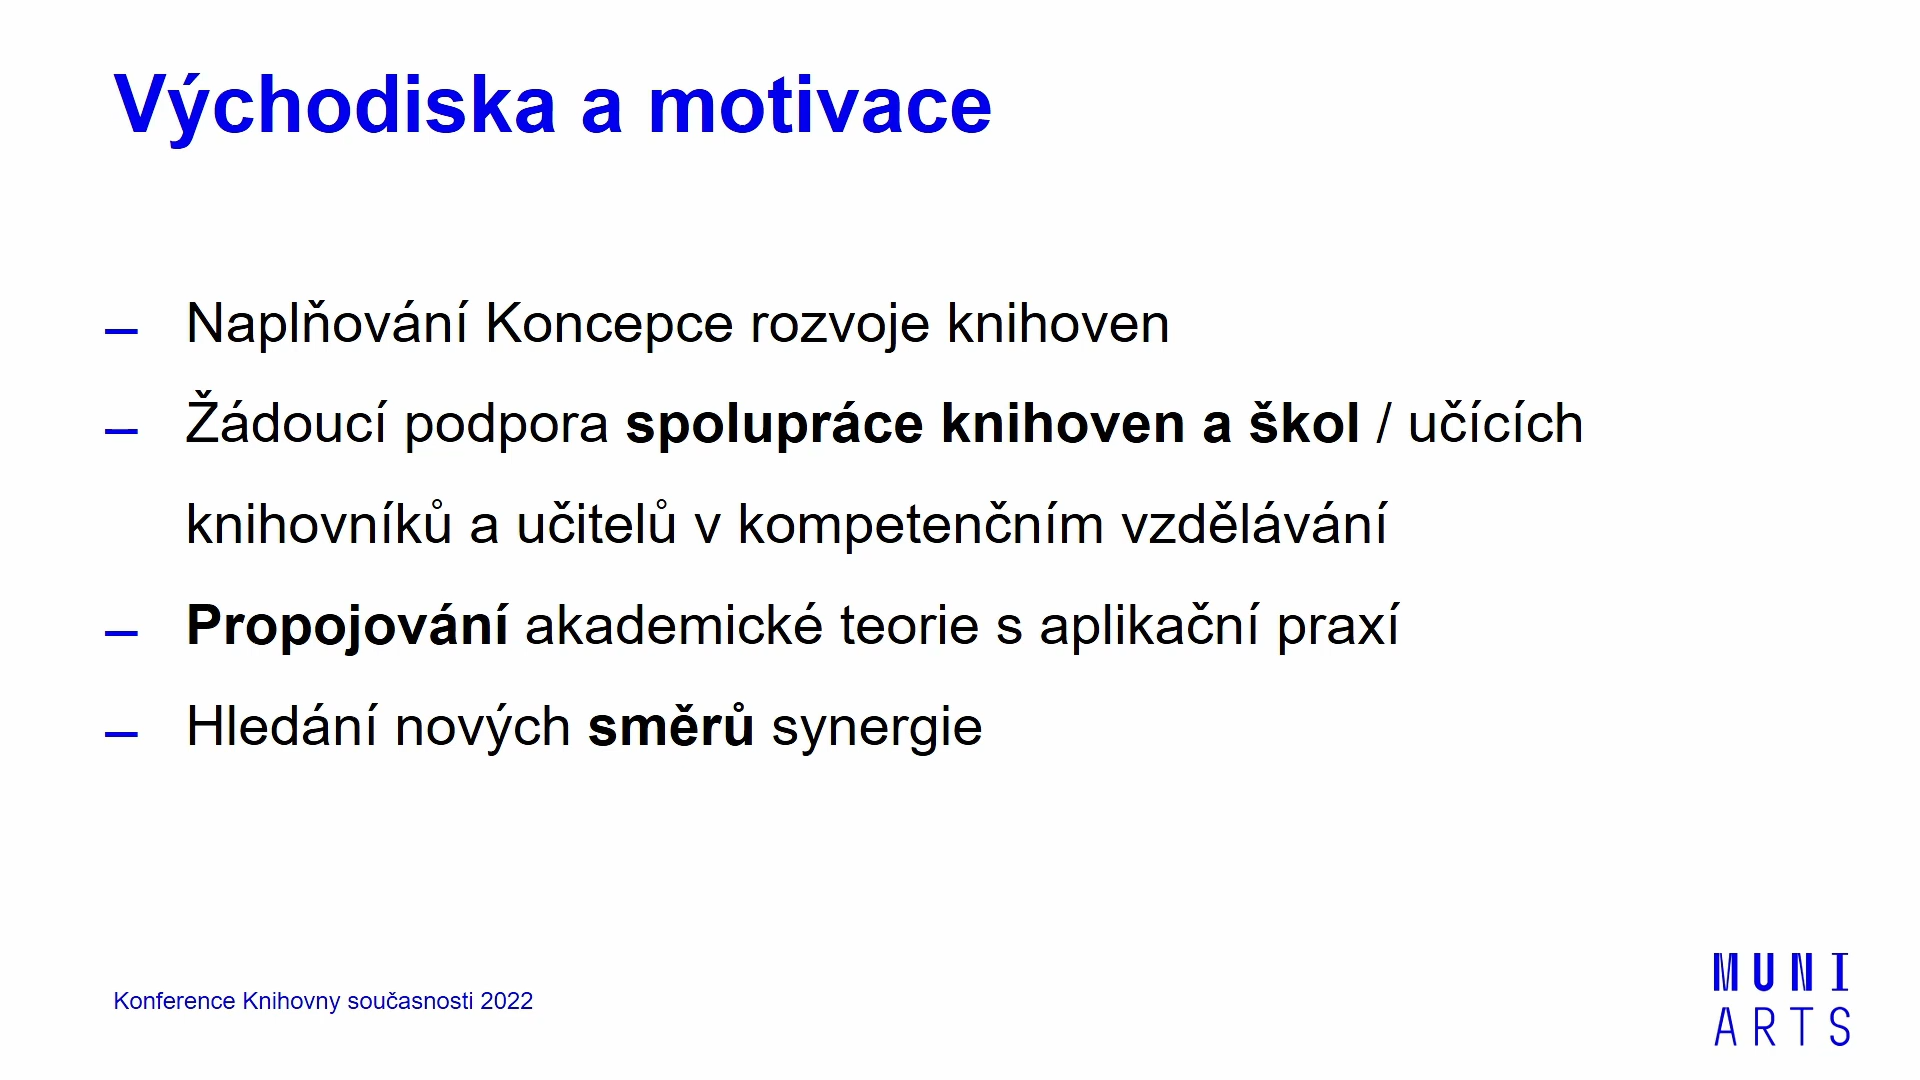 Východiska a motivace
– Naplňování Koncepce rozvoje knihoven
– Žádoucí podpora spolupráce knihoven a škol / učících
knihovníků a učitelů v kompetenčním vzdělávání
– Propojování akademické teorie s aplikační praxí
– Hledání nových směrů synergie
Konference Knihovny současnosti 2022
MUNI
ARTS